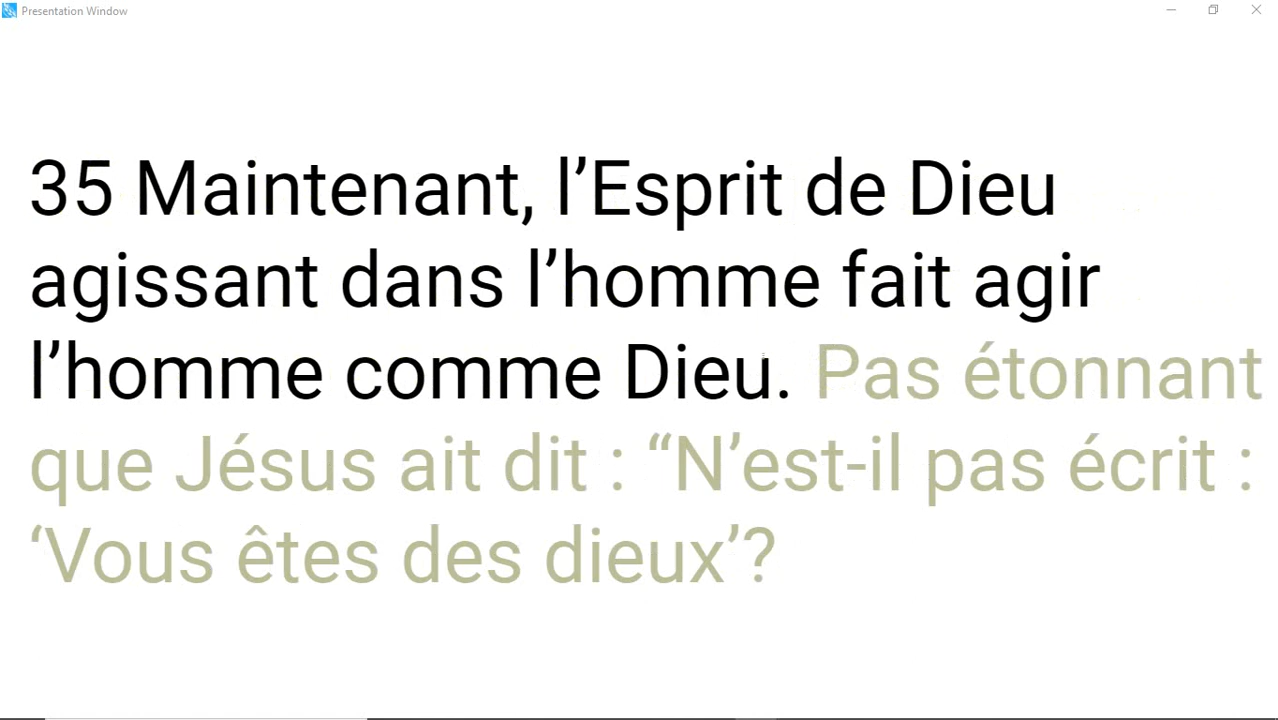 Presentation Window
35 Maintenant, l’Esprit de Dieu
agissant dans l’homme fait agir
l’homme comme Dieu. Pas étonnant
que Jésus ait dit : “N’est-il pas écrit :
‘Vous êtes des dieux’?